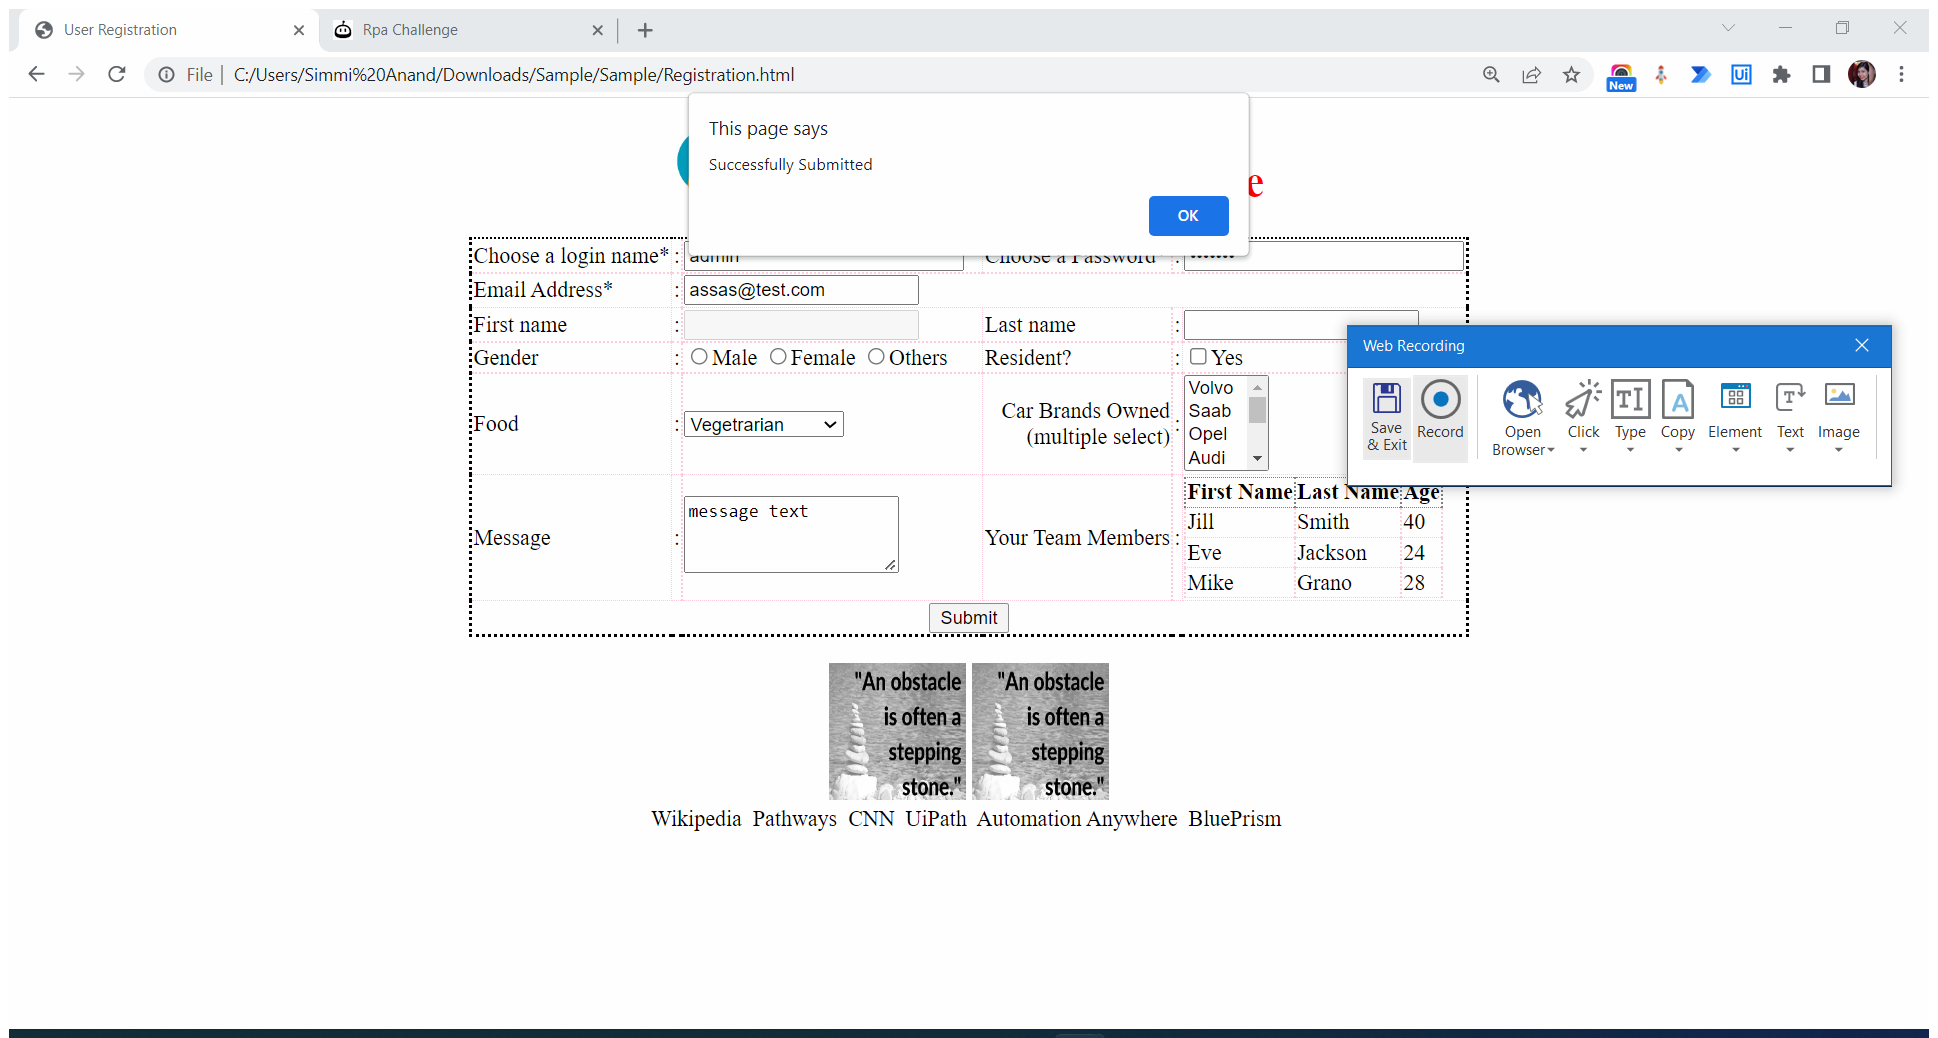 User Registration
Rpa Challenge
File | C:/Users/Simmi%20Anand/Downloads/Sample/Sample/Registration.html
New
Ui
This page says
Successfully Submitted
OK
e
Choose a login name* : admin Choose a Password* :
Email Address* : assas@test.com
First name : Last name :
Gender : Male Female Others Resident? : Yes
Food : Vegetrarian Car Brands Owned (multiple select) :
Volvo
Saab
Opel
Audi
Message : message text Your Team Members :
First Name Last Name Age
Jill Smith 40
Eve Jackson 24
Mike Grano 28
Submit
Web Recording
Save & Exit
Record
Open Browser
Click
Type
Copy
Element
Text
Image
"An obstacle
is often a
stepping
stone."
"An obstacle
is often a
stepping
stone."
Wikipedia Pathways CNN UiPath Automation Anywhere BluePrism